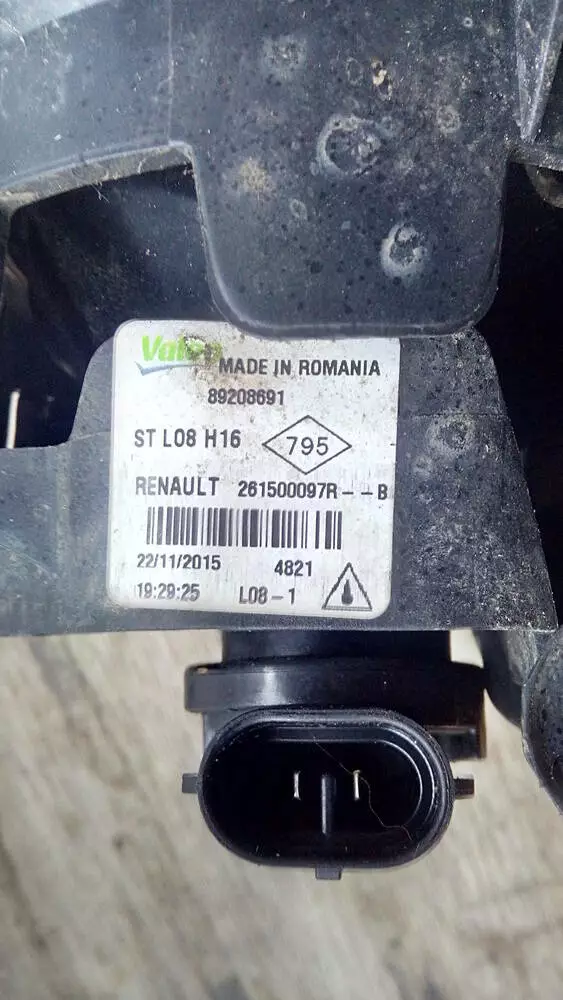 Valeo MADE IN ROMANIA
89208691
ST L08 H16 795
RENAULT 261500097R--B
22/11/2015 4821
19:29:25 L08-1